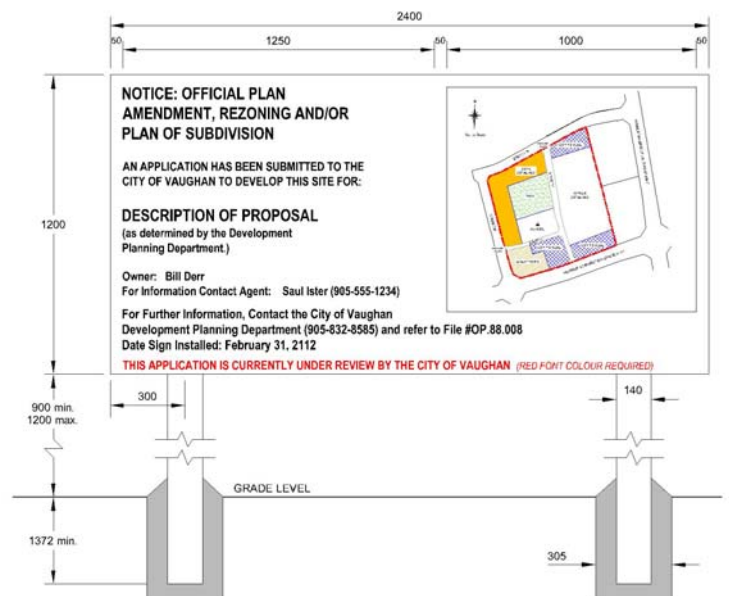 2400
50 1250 50 1000 50
NOTICE: OFFICIAL PLAN
AMENDMENT, REZONING AND/OR
PLAN OF SUBDIVISION
AN APPLICATION HAS BEEN SUBMITTED TO THE
CITY OF VAUGHAN TO DEVELOP THIS SITE FOR:
1200
DESCRIPTION OF PROPOSAL
(as determined by the Development
Planning Department.)
Owner: Bill Derr
For Information Contact Agent: Saul Ister (905-555-1234)
For Further Information, Contact the City of Vaughan
Development Planning Department (905-832-8585) and refer to File #OP.88.008
Date Sign Installed: February 31, 2112
THIS APPLICATION IS CURRENTLY UNDER REVIEW BY THE CITY OF VAUGHAN (RED FONT COLOUR REQUIRED)
300
140
900 min.
1200 max.
GRADE LEVEL
1372 min.
305